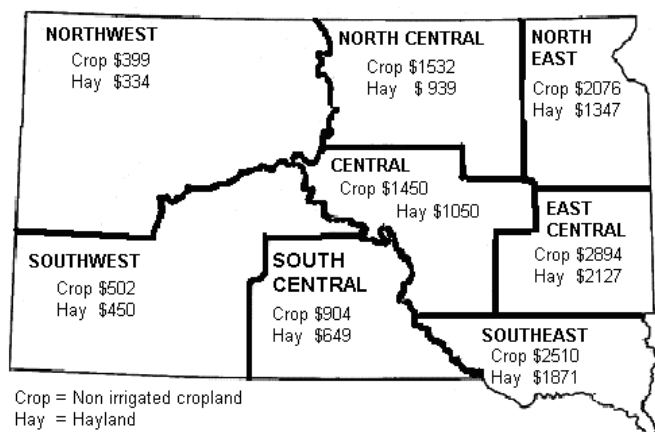 NORTHWEST
Crop $399
Hay $334
NORTH CENTRAL
Crop $1532
Hay $ 939
NORTH
EAST
Crop $2076
Hay $1347
CENTRAL
Crop $1450
Hay $1050
EAST
CENTRAL
Crop $2894
Hay $2127
SOUTHWEST
Crop $502
Hay $450
SOUTH
CENTRAL
Crop $904
Hay $649
SOUTHEAST
Crop $2510
Hay $1871
Crop = Non irrigated cropland
Hay = Hayland